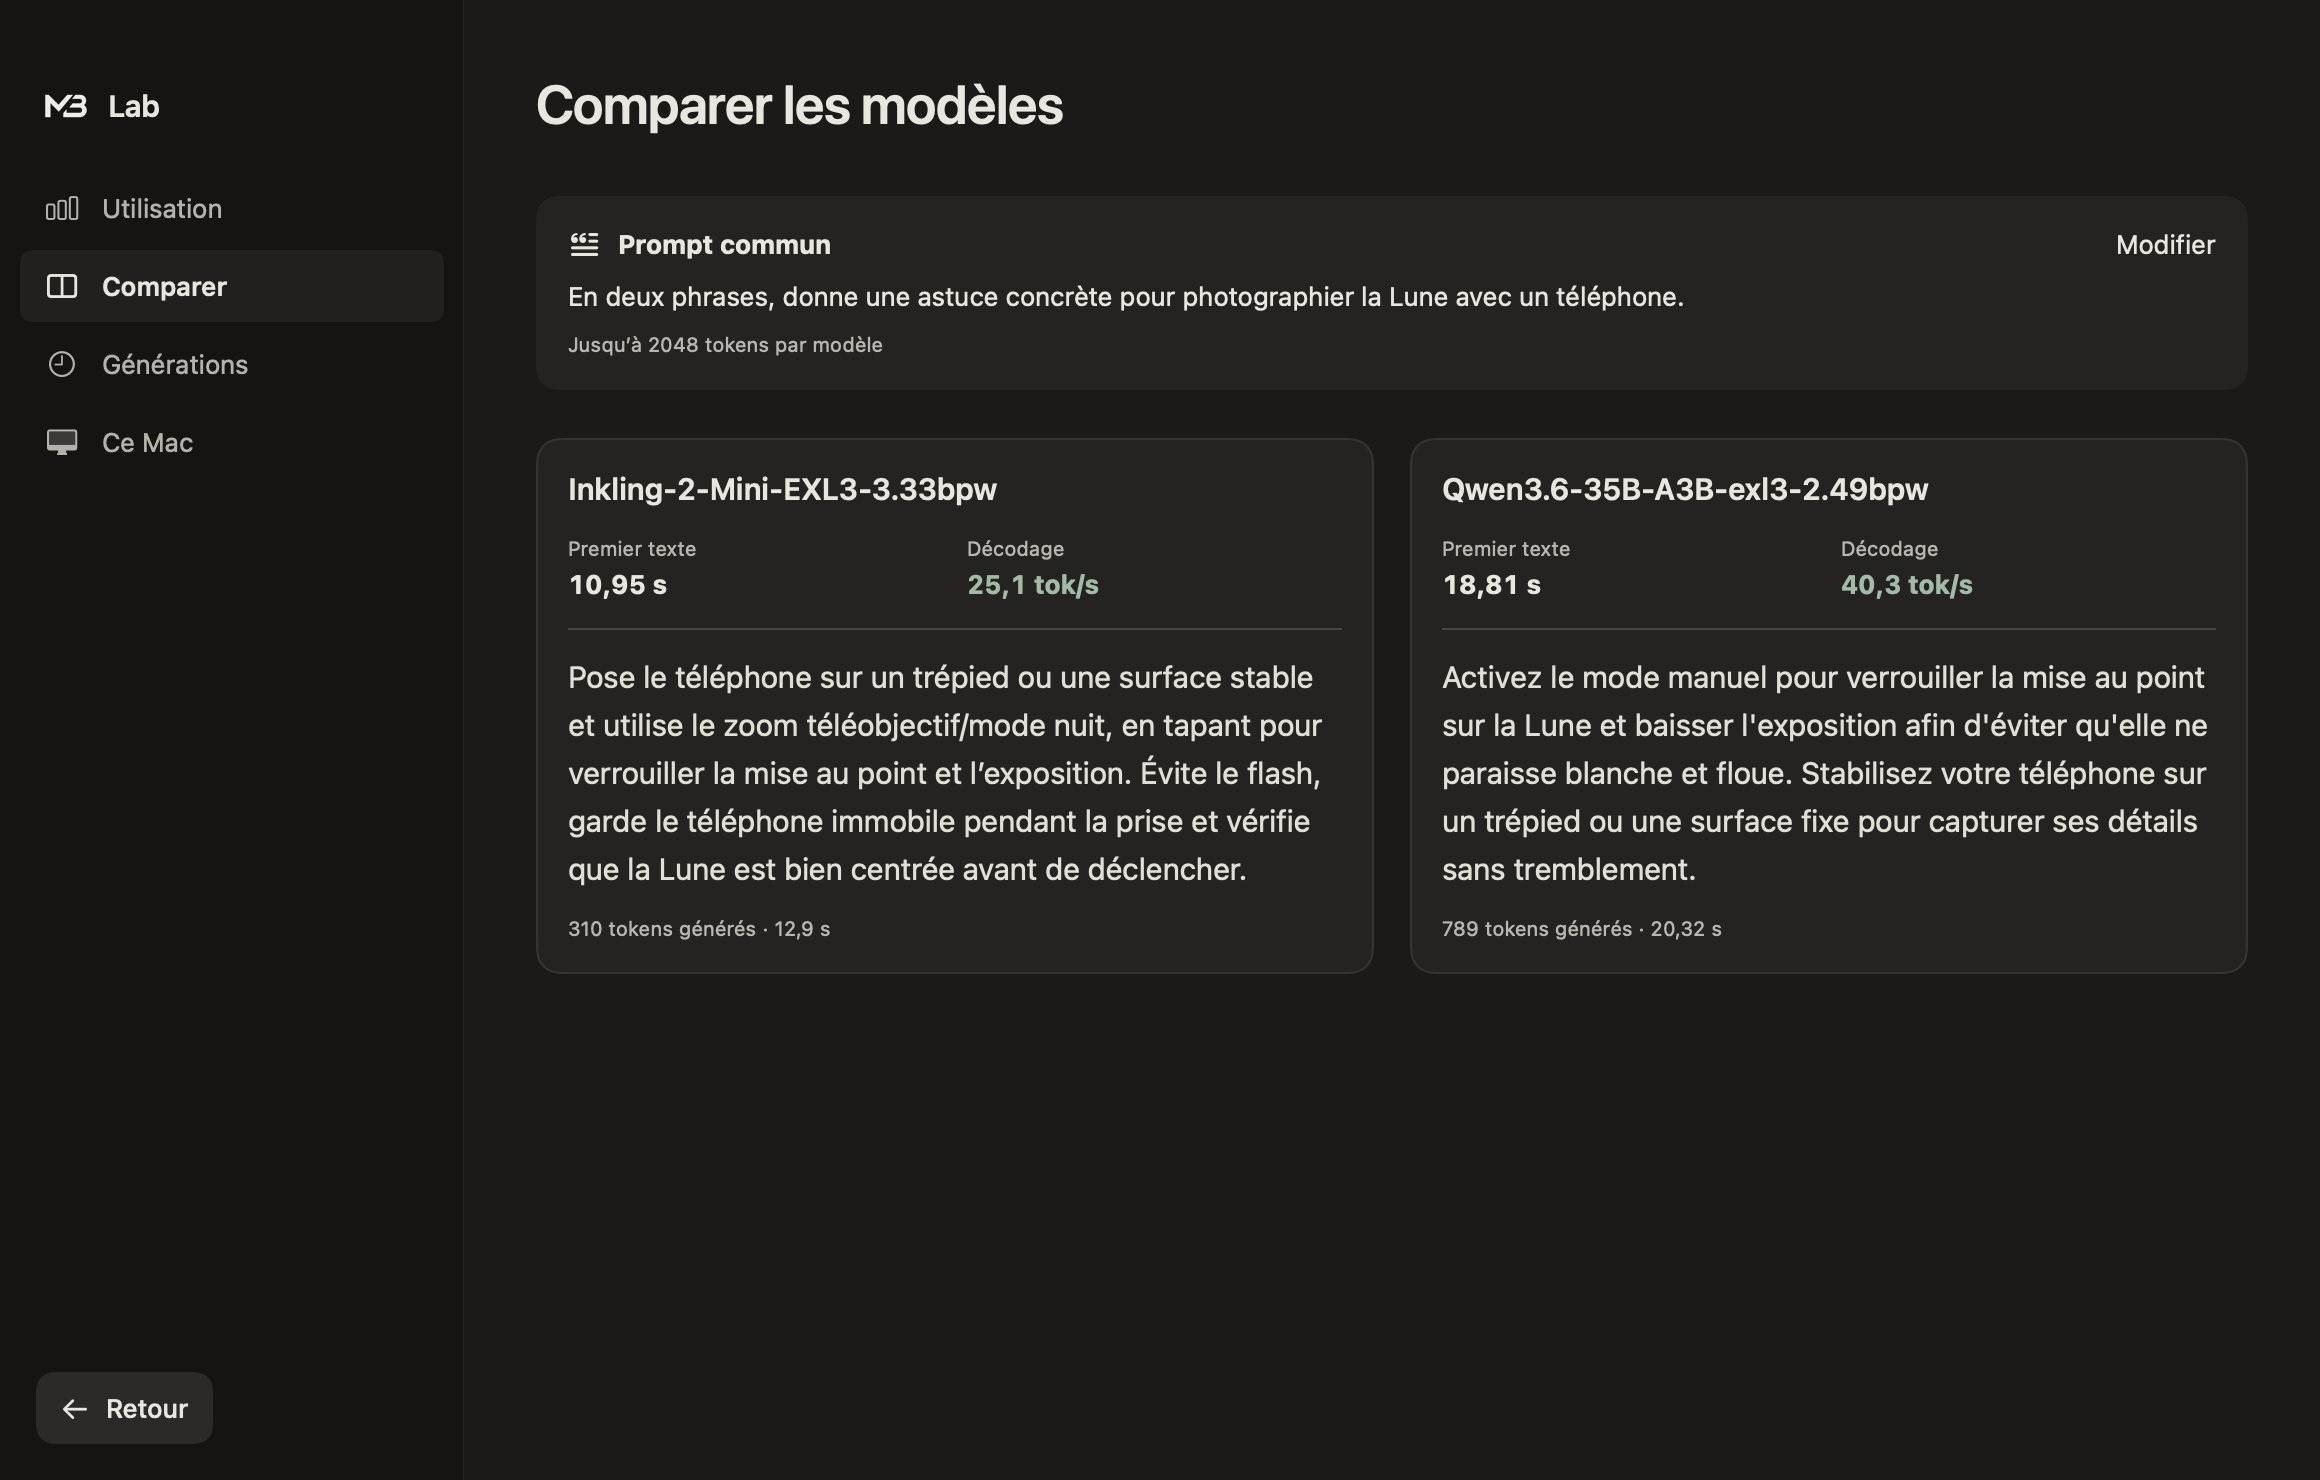 M3 Lab
Utilisation
Comparer
Générations
Ce Mac
Retour
Comparer les modèles
Prompt commun
Modifier
En deux phrases, donne une astuce concrète pour photographier la Lune avec un téléphone.
Jusqu’à 2048 tokens par modèle
Inkling-2-Mini-EXL3-3.33bpw
Premier texte
Décodage
10,95 s
25,1 tok/s
Pose le téléphone sur un trépied ou une surface stable
et utilise le zoom téléobjectif/mode nuit, en tapant pour
verrouiller la mise au point et l’exposition. Évite le flash,
garde le téléphone immobile pendant la prise et vérifie
que la Lune est bien centrée avant de déclencher.
310 tokens générés · 12,9 s
Qwen3.6-35B-A3B-exl3-2.49bpw
Premier texte
Décodage
18,81 s
40,3 tok/s
Activez le mode manuel pour verrouiller la mise au point
sur la Lune et baisser l'exposition afin d'éviter qu'elle ne
paraisse blanche et floue. Stabilisez votre téléphone sur
un trépied ou une surface fixe pour capturer ses détails
sans tremblement.
789 tokens générés · 20,32 s